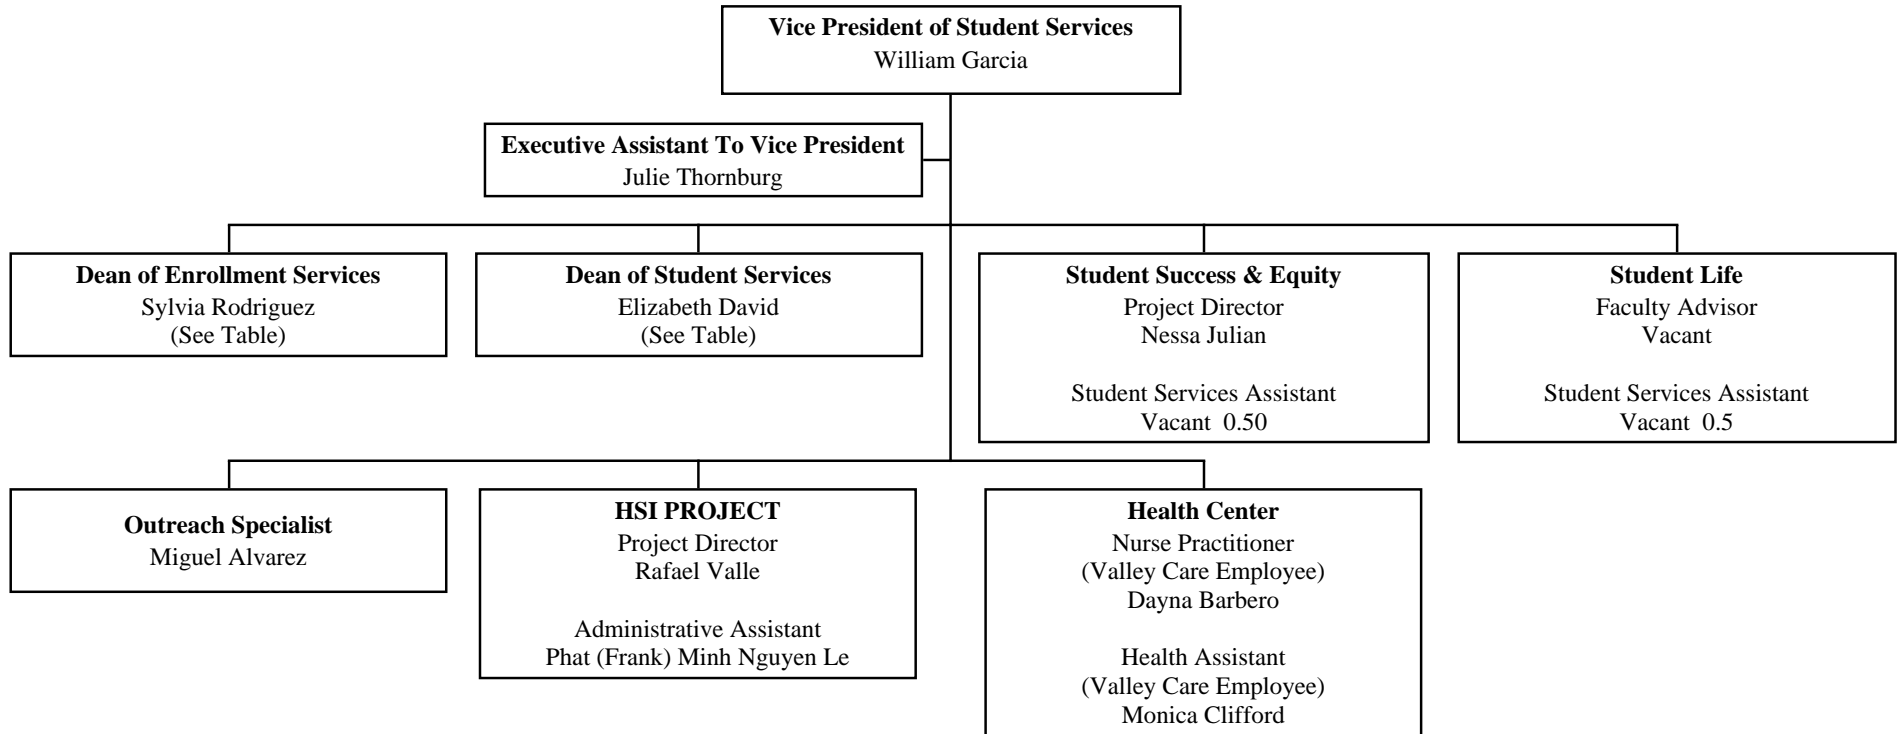 Vice President of Student Services
William Garcia
Executive Assistant To Vice President
Julie Thornburg
Dean of Enrollment Services
Sylvia Rodriguez
(See Table)
Dean of Student Services
Elizabeth David
(See Table)
Student Success & Equity
Project Director
Nessa Julian
Student Services Assistant
Vacant  0.50
Student Life
Faculty Advisor
Vacant
Student Services Assistant
Vacant  0.5
Outreach Specialist
Miguel Alvarez
HSI PROJECT
Project Director
Rafael Valle
Administrative Assistant
Phat (Frank) Minh Nguyen Le
Health Center
Nurse Practitioner
(Valley Care Employee)
Dayna Barbero
Health Assistant
(Valley Care Employee)
Monica Clifford